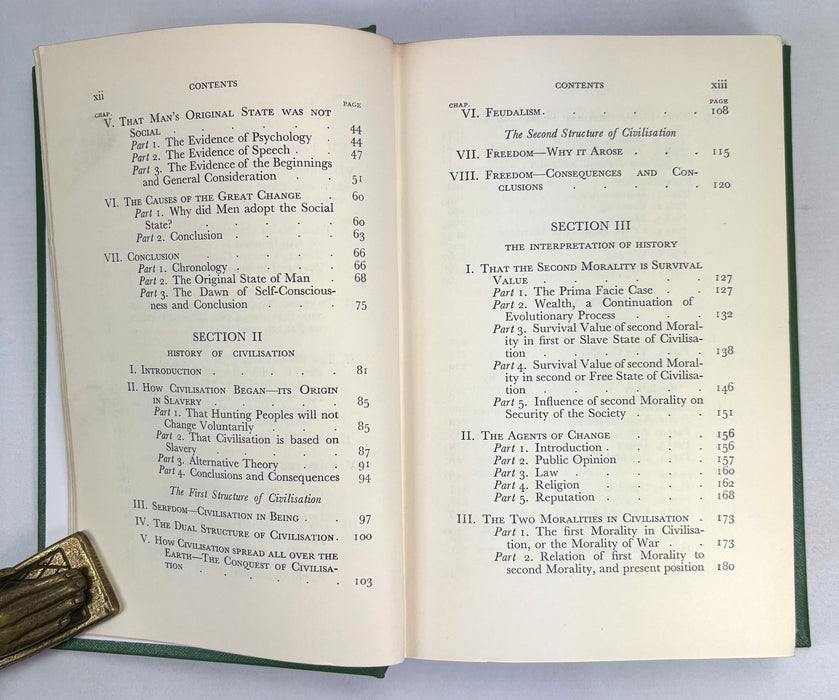 xii
CONTENTS
CHAP.
PAGE
V. THAT MAN'S ORIGINAL STATE WAS NOT
SOCIAL . . . . . . 44
Part 1. The Evidence of Psychology . 44
Part 2. The Evidence of Speech . . 47
Part 3. The Evidence of the Beginnings
and General Consideration . . 51
VI. THE CAUSES OF THE GREAT CHANGE . 60
Part 1. Why did Men adopt the Social
State? . . . . . 60
Part 2. Conclusion . . . . 63
VII. CONCLUSION . . . . . 66
Part 1. Chronology . . . . 66
Part 2. The Original State of Man . 68
Part 3. The Dawn of Self-Conscious-
ness and Conclusion . . . 75
SECTION II
HISTORY OF CIVILISATION
I. INTRODUCTION . . . . . 81
II. HOW CIVILISATION BEGAN—ITS ORIGIN
IN SLAVERY . . . . . 85
Part 1. That Hunting Peoples will not
Change Voluntarily . . . 85
Part 2. That Civilisation is based on
Slavery . . . . . 87
Part 3. Alternative Theory . . . 91
Part 4. Conclusions and Consequences 94
The First Structure of Civilisation
III. SERFDOM—CIVILISATION IN BEING . . 97
IV. THE DUAL STRUCTURE OF CIVILISATION . 100
V. HOW CIVILISATION SPREAD ALL OVER THE
EARTH—THE CONQUEST OF CIVILISA-
TION . . . . . . 103
CONTENTS
xiii
CHAP.
PAGE
VI. FEUDALISM . . . . . . 108
The Second Structure of Civilisation
VII. FREEDOM—WHY IT AROSE . . . 115
VIII. FREEDOM—CONSEQUENCES AND CON-
CLUSIONS . . . . . 120
SECTION III
THE INTERPRETATION OF HISTORY
I. THAT THE SECOND MORALITY IS SURVIVAL
VALUE . . . . . . 127
Part 1. The Prima Facie Case . . 127
Part 2. Wealth, a Continuation of
Evolutionary Process . . . 132
Part 3. Survival Value of second Moral-
ity in first or Slave State of Civilisa-
tion . . . . . 138
Part 4. Survival Value of second Moral-
ity in second or Free State of Civilisa-
tion . . . . . 146
Part 5. Influence of second Morality on
Security of the Society . . . 151
II. THE AGENTS OF CHANGE . . . 156
Part 1. Introduction . . . . 156
Part 2. Public Opinion . . . 157
Part 3. Law . . . . . 160
Part 4. Religion . . . . 162
Part 5. Reputation . . . . 168
III. THE TWO MORALITIES IN CIVILISATION . 173
Part 1. The first Morality in Civilisa-
tion, or the Morality of War . . 173
Part 2. Relation of first Morality to
second Morality, and present position 180